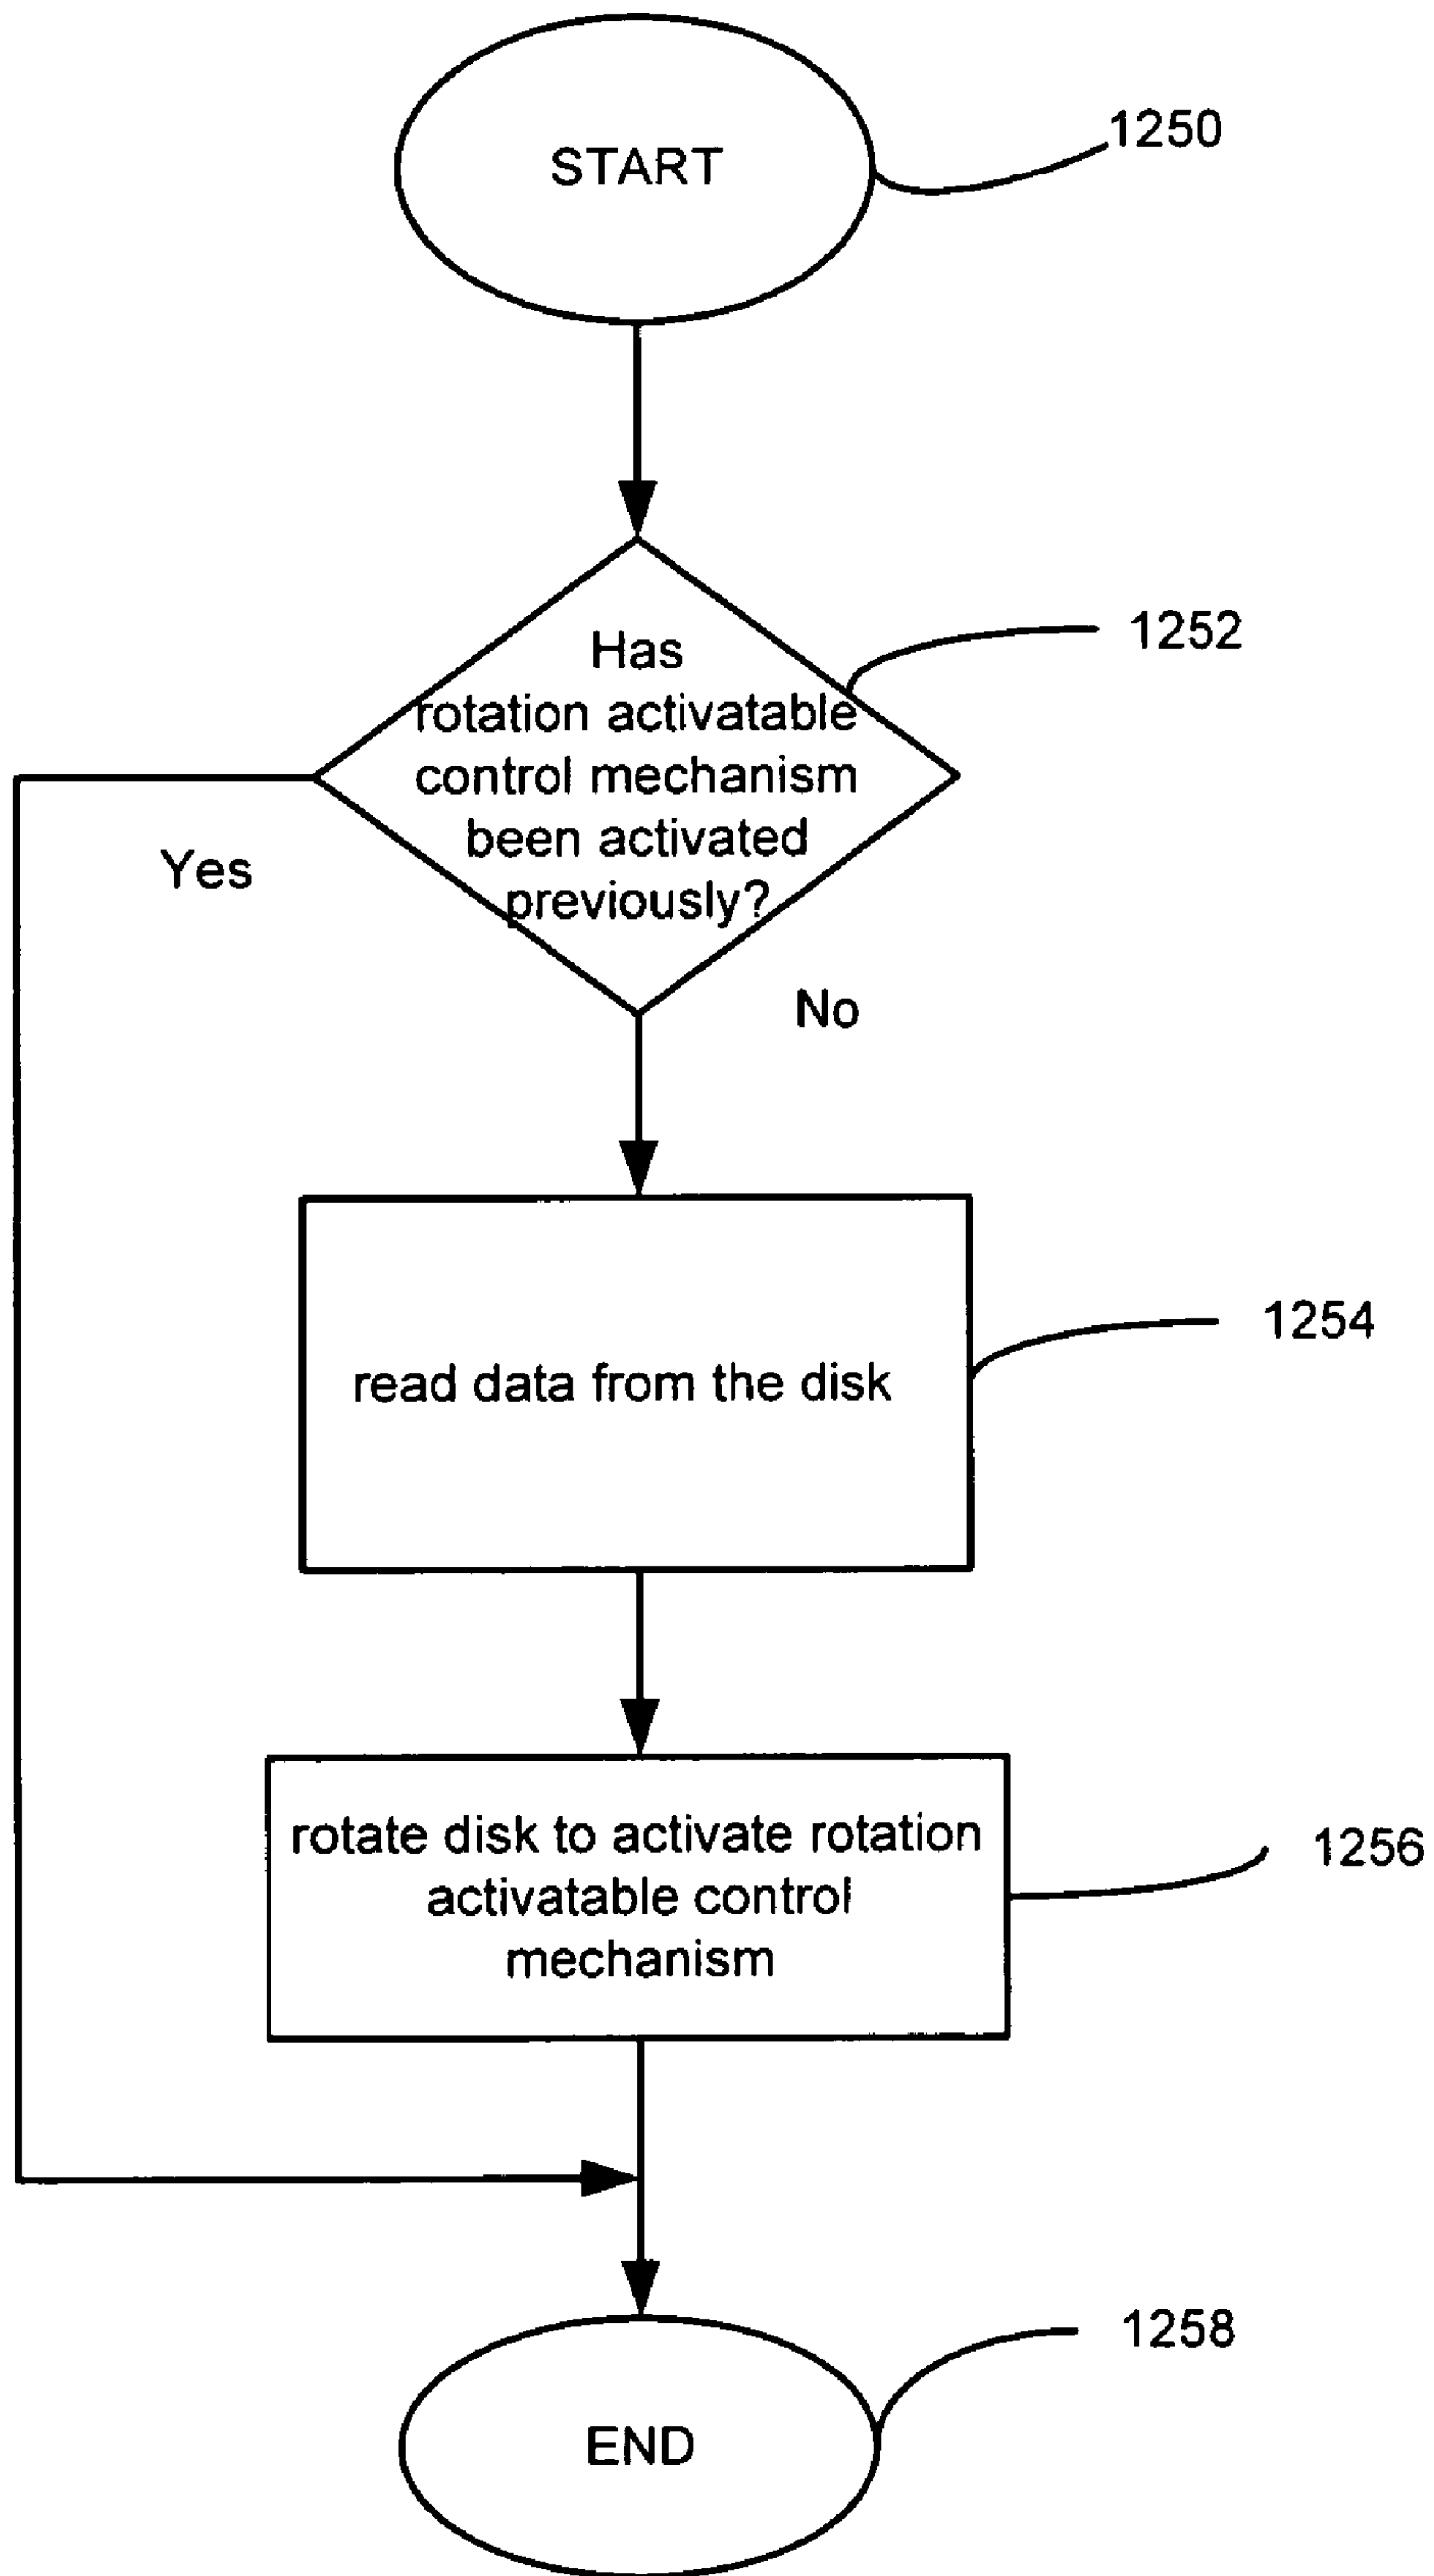 START
1250
Has
rotation activatable
control mechanism
been activated
previously?
1252
Yes
No
read data from the disk
1254
rotate disk to activate rotation
activatable control
mechanism
1256
END
1258